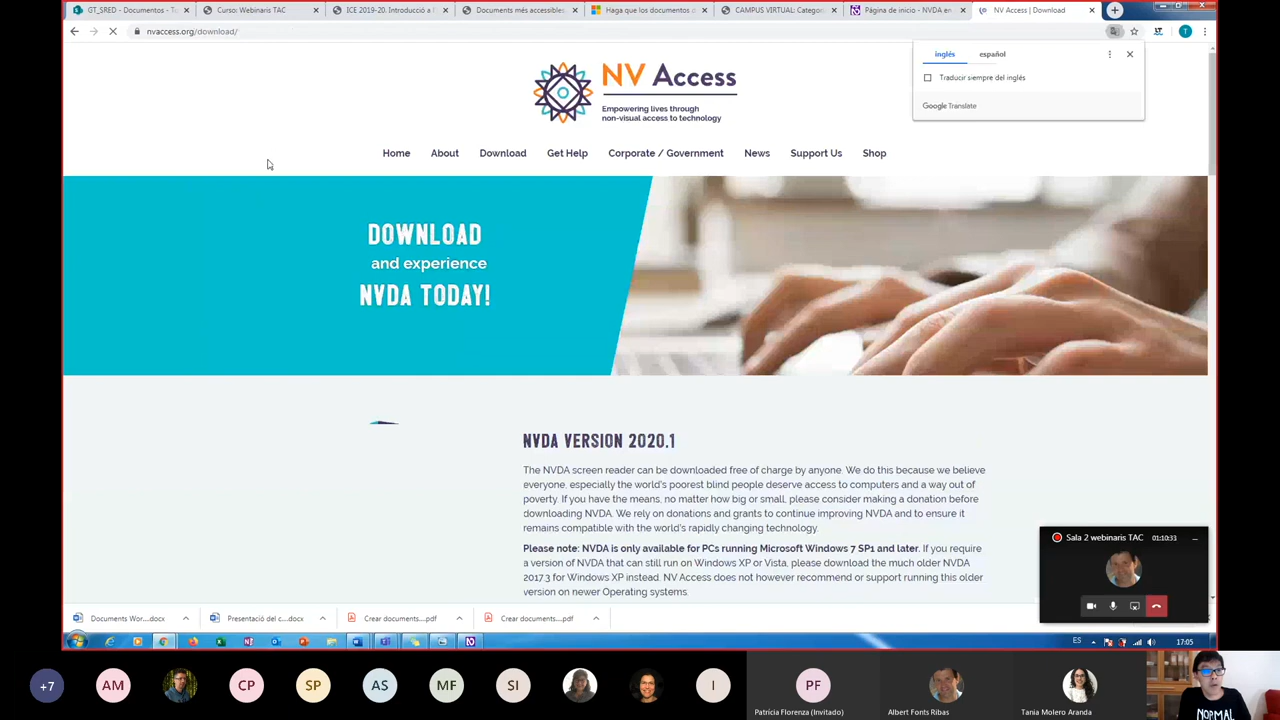 GT_SRED - Documentos - T
Curso: Webinaris TAC
ICE 2019-20. Introducció a
Documents més accessibles
Haga que los documentos d
CAMPUS VIRTUAL: Categor
Página de inicio - NVDA en
NV Access | Download
nvaccess.org/download/
inglés
español
Traducir siempre del inglés
Google Translate
NV Access
Empowering lives through
non-visual access to technology
Home
About
Download
Get Help
Corporate / Government
News
Support Us
Shop
DOWNLOAD
and experience
NVDA TODAY!
NVDA VERSION 2020.1
The NVDA screen reader can be downloaded free of charge by anyone. We do this because we believe
everyone, especially the world's poorest blind people deserve access to computers and a way out of
poverty. If you have the means, no matter how big or small, please consider making a donation before
downloading NVDA. We rely on donations and grants to continue improving NVDA and to ensure it
remains compatible with the world's rapidly changing technology.
Please note: NVDA is only available for PCs running Microsoft Windows 7 SP1 and later. If you require
a version of NVDA that can still run on Windows XP or Vista, please download the much older NVDA
2017.3 for Windows XP instead. NV Access does not however recommend or support running this older
version on newer Operating systems.
Sala 2 webinaris TAC
01:10:33
Documents Wor....docx
Presentació del c....docx
Crear documents....pdf
Crear documents....pdf
ES
17:05
+7
AM
CP
SP
AS
MF
SI
I
PF
Patrícia Florenza (Invitado)
Albert Fonts Ribas
Tania Molero Aranda
NORMAL